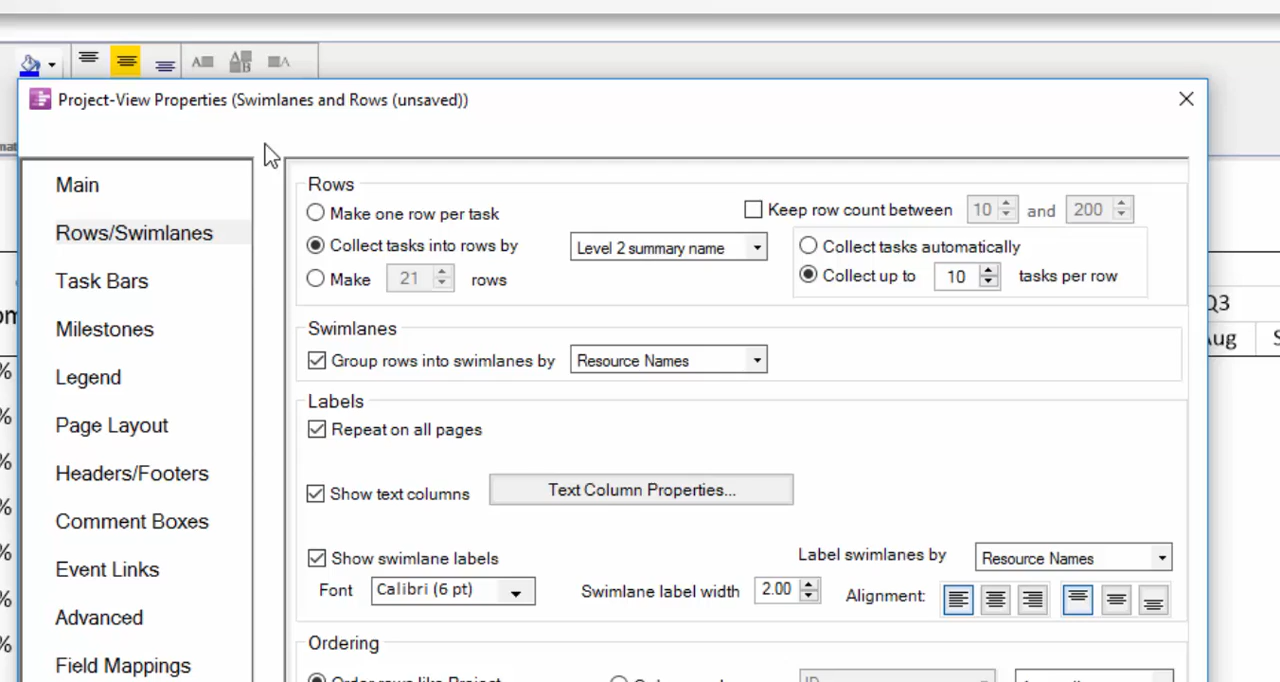 Project-View Properties (Swimlanes and Rows (unsaved))
Main
Rows/Swimlanes
Task Bars
Milestones
Legend
Page Layout
Headers/Footers
Comment Boxes
Event Links
Advanced
Field Mappings
Rows
Make one row per task
Keep row count between 10 and 200
Collect tasks into rows by Level 2 summary name
Collect tasks automatically
Make 21 rows
Collect up to 10 tasks per row
Swimlanes
Group rows into swimlanes by Resource Names
Labels
Repeat on all pages
Show text columns Text Column Properties...
Show swimlane labels
Label swimlanes by Resource Names
Font Calibri (6 pt)
Swimlane label width 2.00
Alignment:
Ordering
Order rows like Project
Q3
Aug
%
%
%
%
%
%
%